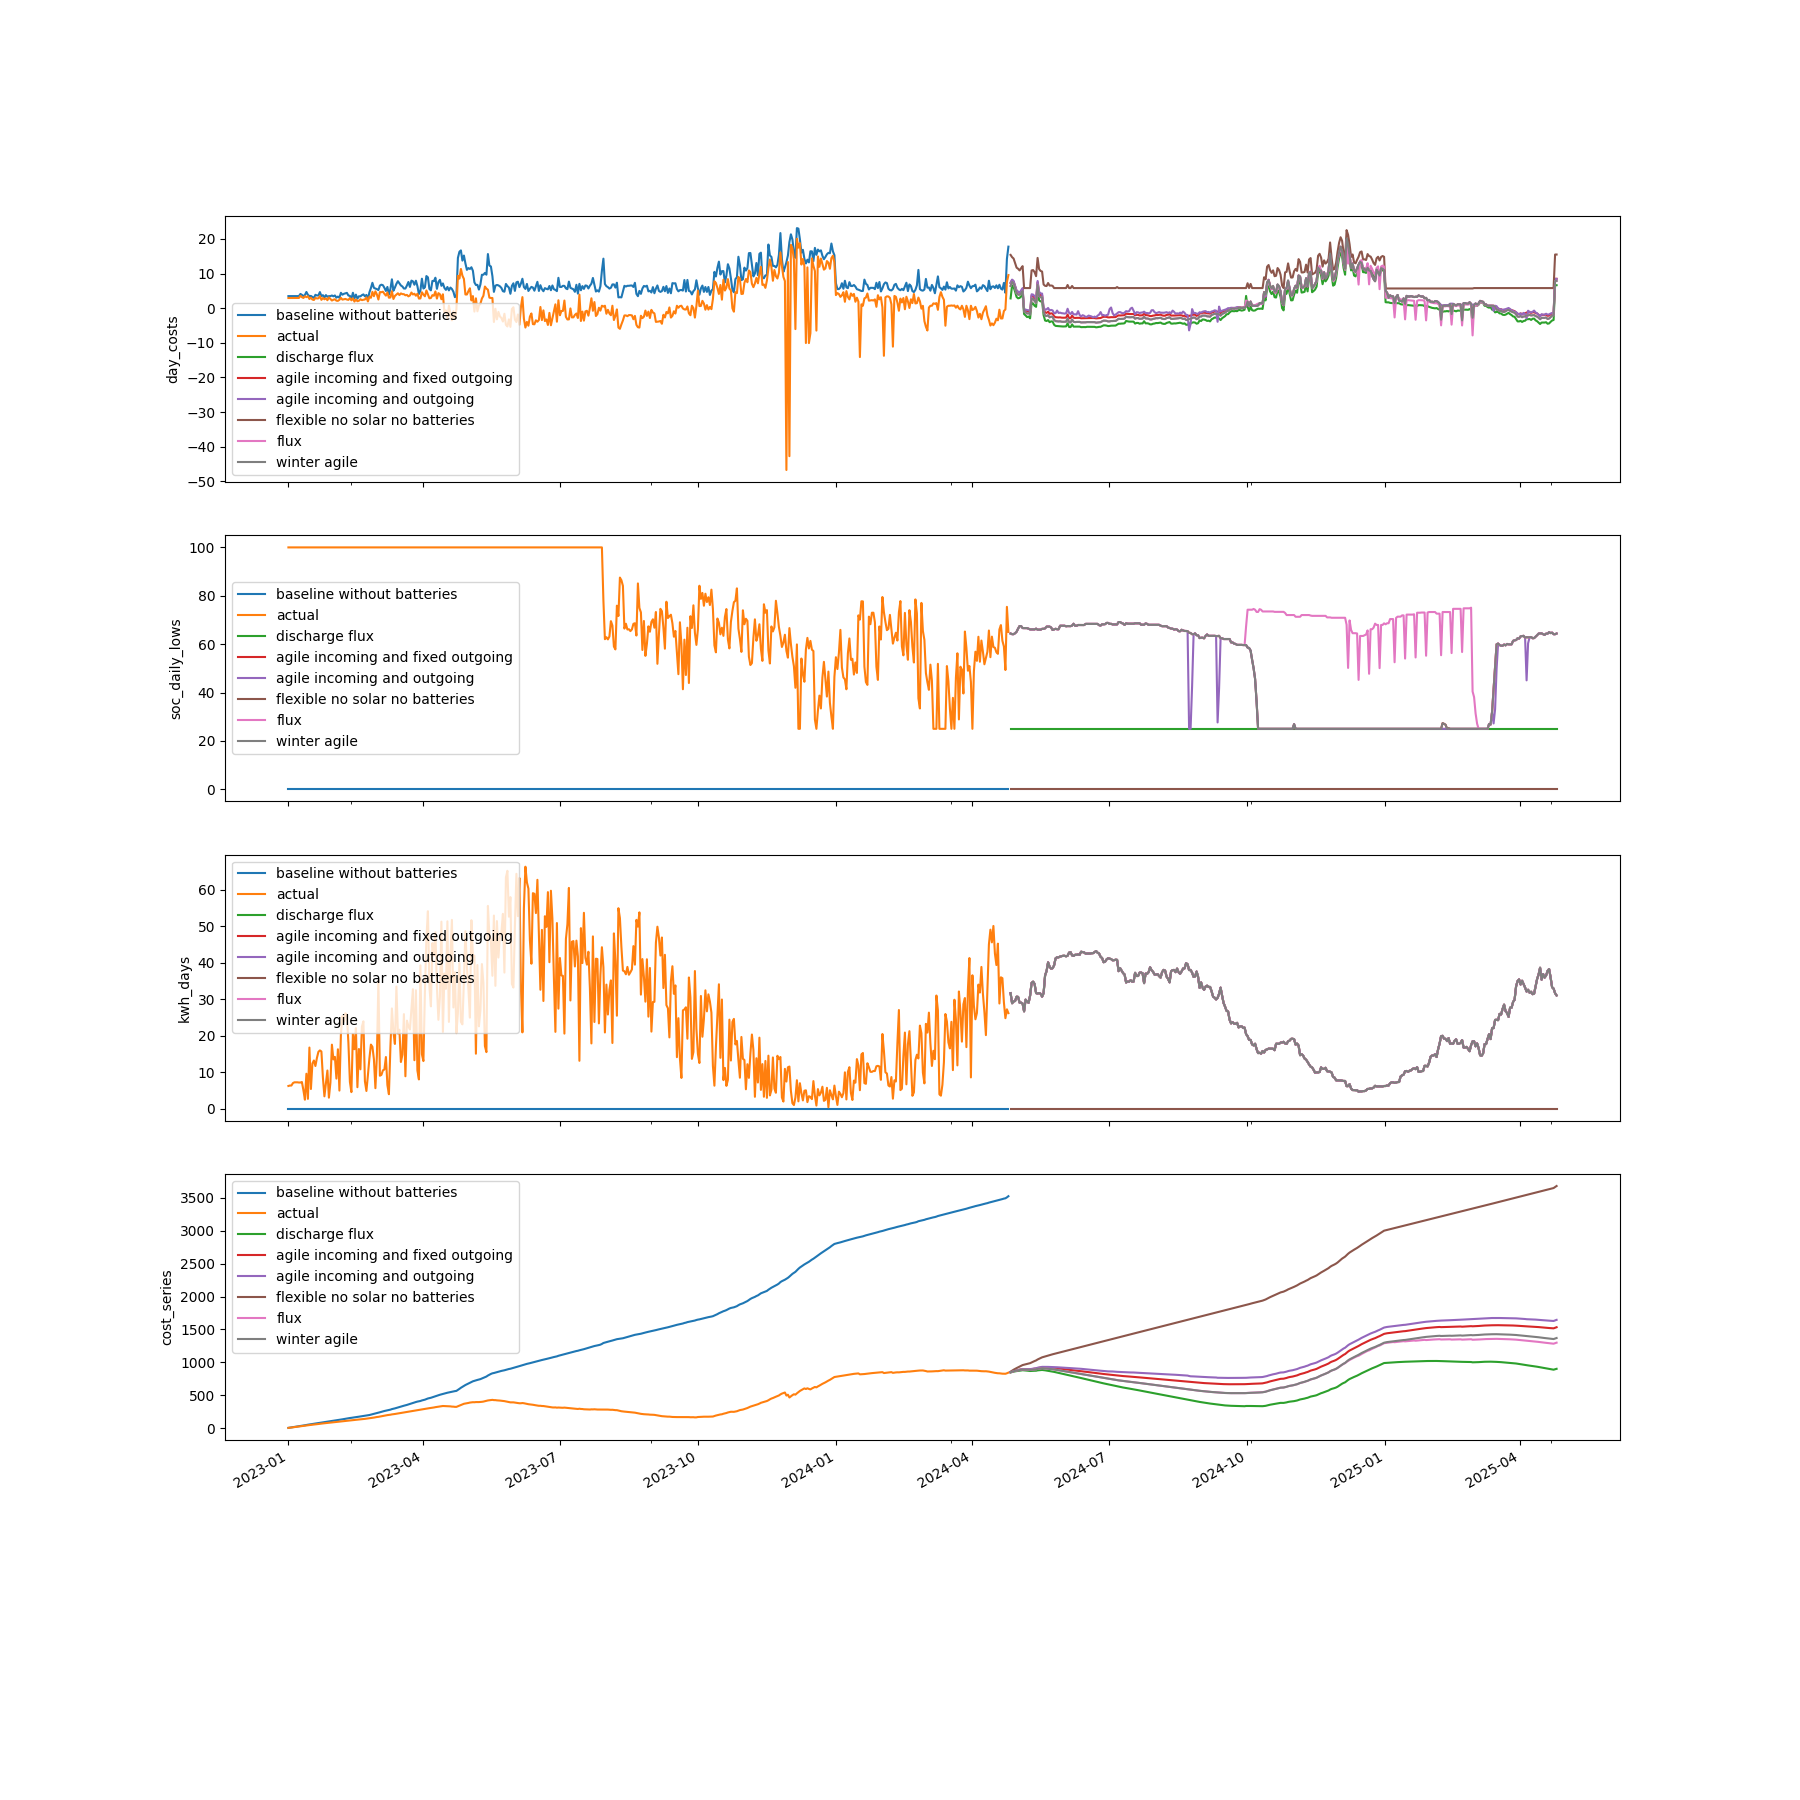 20
10
0
−10
−20
−30
−40
−50
day_costs
baseline without batteries
actual
discharge flux
agile incoming and fixed outgoing
agile incoming and outgoing
flexible no solar no batteries
flux
winter agile
100
80
60
40
20
0
soc_daily_lows
baseline without batteries
actual
discharge flux
agile incoming and fixed outgoing
agile incoming and outgoing
flexible no solar no batteries
flux
winter agile
60
50
40
30
20
10
0
kwh_days
baseline without batteries
actual
discharge flux
agile incoming and fixed outgoing
agile incoming and outgoing
flexible no solar no batteries
flux
winter agile
3500
3000
2500
2000
1500
1000
500
0
cost_series
baseline without batteries
actual
discharge flux
agile incoming and fixed outgoing
agile incoming and outgoing
flexible no solar no batteries
flux
winter agile
2023-01
2023-04
2023-07
2023-10
2024-01
2024-04
2024-07
2024-10
2025-01
2025-04